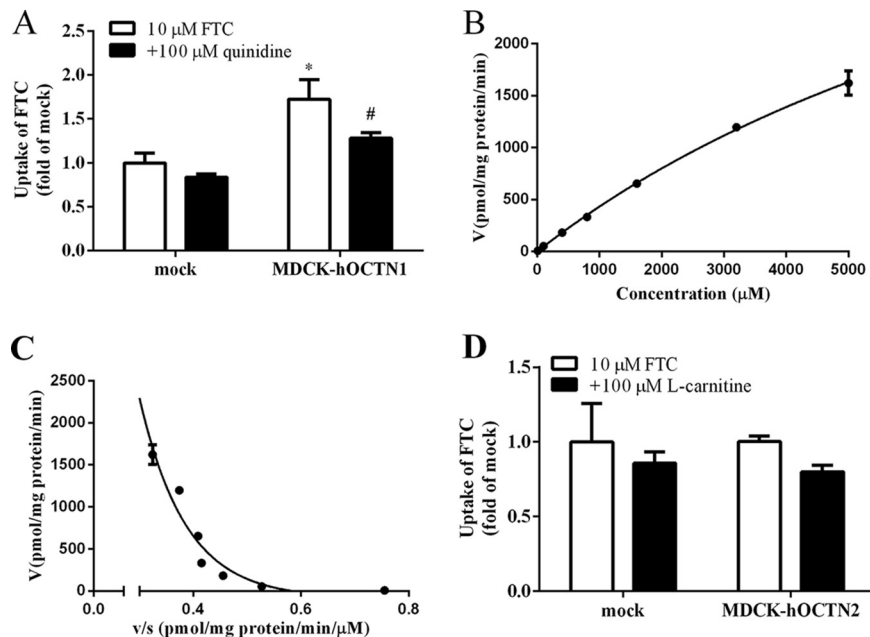 A
10 μM FTC
+100 μM quinidine
Uptake of FTC
(fold of mock)
2.5
2.0
1.5
1.0
0.5
0.0
*
#
mock
MDCK-hOCTN1
B
V(pmol/mg protein/min)
2000
1500
1000
500
0
0
1000
2000
3000
4000
5000
Concentration (μM)
C
V(pmol/mg protein/min)
2500
2000
1500
1000
500
0
0.0
0.4
0.6
0.8
v/s (pmol/mg protein/min/μM)
D
10 μM FTC
+100 μM L-carnitine
Uptake of FTC
(fold of mock)
1.5
1.0
0.5
0.0
mock
MDCK-hOCTN2